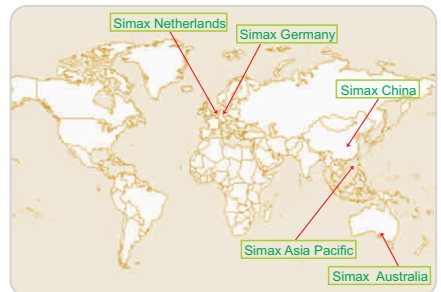 Simax Netherlands
Simax Germany
Simax China
Simax Asia Pacific
Simax Australia